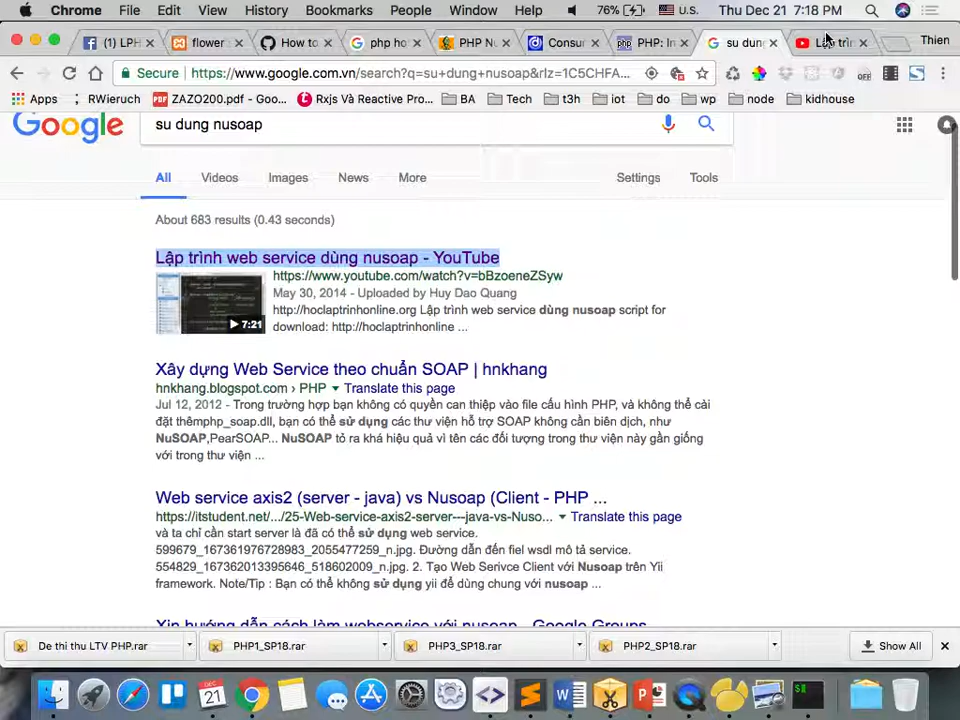 Chrome File Edit View History Bookmarks People Window Help 76% U.S. Thu Dec 21 7:18 PM
(1) LPH flower How to php ho PHP Nu Consu PHP: In su dung Lập trìn Thien
Secure https://www.google.com.vn/search?q=su+dung+nusoap&rlz=1C5CHFA...
Apps RWieruch ZAZO200.pdf - Goo... Rxjs Và Reactive Pro... BA Tech t3h iot do wp node kidhouse
Google su dung nusoap
All Videos Images News More Settings Tools
About 683 results (0.43 seconds)
Lập trình web service dùng nusoap - YouTube
https://www.youtube.com/watch?v=bBzoeneZSyw
May 30, 2014 - Uploaded by Huy Dao Quang
http://hoclaptrinhonline.org Lập trình web service dùng nusoap script for
download: http://hoclaptrinhonline ...
7:21
Xây dựng Web Service theo chuẩn SOAP | hnkhang
hnkhang.blogspot.com › PHP Translate this page
Jul 12, 2012 - Trong trường hợp bạn không có quyền can thiệp vào file cấu hình PHP, và không thể cài
đặt thêmphp_soap.dll, bạn có thể sử dụng các thư viện hỗ trợ SOAP không cần biên dịch, như
NuSOAP,PearSOAP... NuSOAP tỏ ra khá hiệu quả vì tên các đối tượng trong thư viện này gần giống
với trong thư viện ...
Web service axis2 (server - java) vs Nusoap (Client - PHP ...
https://itstudent.net/.../25-Web-service-axis2-server---java-vs-Nuso... Translate this page
và ta chỉ cần start server là đã có thể sử dụng web service.
599679_167361976728983_2055477259_n.jpg. Đường dẫn đến fiel wsdl mô tả service.
554829_167362013395646_518602009_n.jpg. 2. Tạo Web Serivce Client với Nusoap trên Yii
framework. Note/Tip : Bạn có thể không sử dụng yii để dùng chung với nusoap ...
Xin hướng dẫn cách làm webservice với nusoap - Google Groups
De thi thu LTV PHP.rar PHP1_SP18.rar PHP3_SP18.rar PHP2_SP18.rar Show All